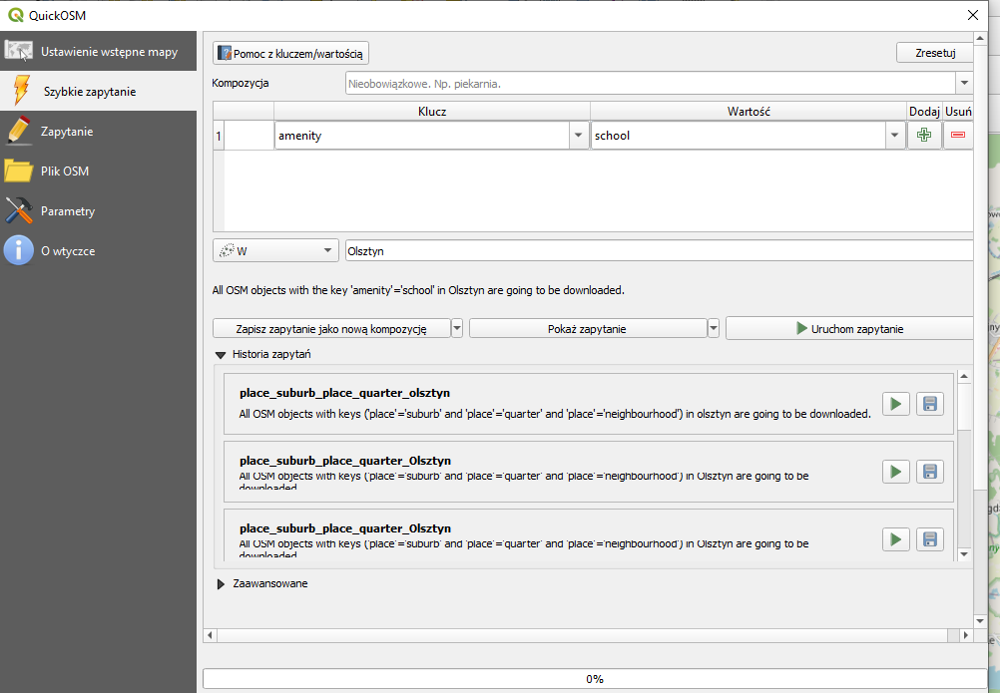 QuickOSM
Ustawienie wstępne mapy
Szybkie zapytanie
Zapytanie
Plik OSM
Parametry
O wtyczce
Pomoc z kluczem/wartością
Zresetuj
Kompozycja
Nieobowiązkowe. Np. piekarnia.
Klucz Wartość Dodaj Usuń
1 amenity school
W Olsztyn
All OSM objects with the key 'amenity'='school' in Olsztyn are going to be downloaded.
Zapisz zapytanie jako nową kompozycję
Pokaż zapytanie
Uruchom zapytanie
Historia zapytań
place_suburb_place_quarter_olsztyn
All OSM objects with keys ('place'='suburb' and 'place'='quarter' and 'place'='neighbourhood') in olsztyn are going to be downloaded.
place_suburb_place_quarter_Olsztyn
All OSM objects with keys ('place'='suburb' and 'place'='quarter' and 'place'='neighbourhood') in Olsztyn are going to be
downloaded.
place_suburb_place_quarter_Olsztyn
All OSM objects with keys ('place'='suburb' and 'place'='quarter' and 'place'='neighbourhood') in Olsztyn are going to be
downloaded.
Zaawansowane
0%